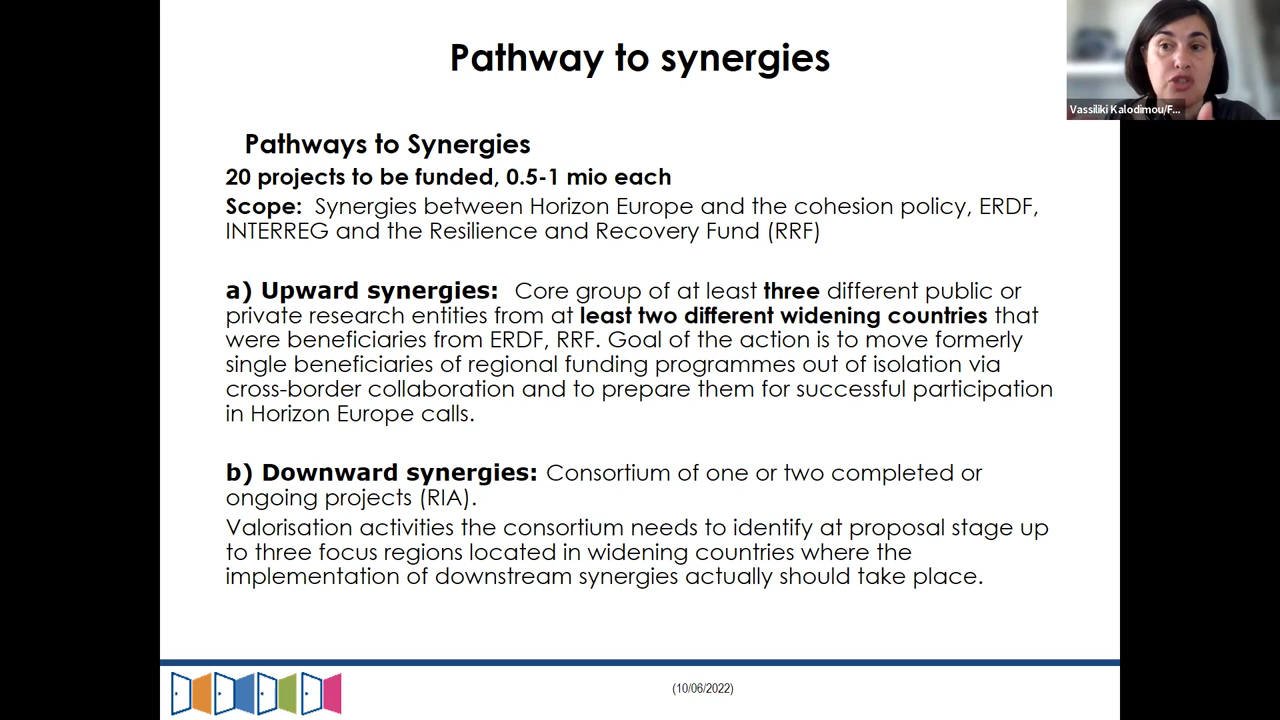 Pathway to synergies
Vassiliki Kalodimou/F...
Pathways to Synergies
20 projects to be funded, 0.5-1 mio each
Scope: Synergies between Horizon Europe and the cohesion policy, ERDF,
INTERREG and the Resilience and Recovery Fund (RRF)
a) Upward synergies: Core group of at least three different public or
private research entities from at least two different widening countries that
were beneficiaries from ERDF, RRF. Goal of the action is to move formerly
single beneficiaries of regional funding programmes out of isolation via
cross-border collaboration and to prepare them for successful participation
in Horizon Europe calls.
b) Downward synergies: Consortium of one or two completed or
ongoing projects (RIA).
Valorisation activities the consortium needs to identify at proposal stage up
to three focus regions located in widening countries where the
implementation of downstream synergies actually should take place.
(10/06/2022)